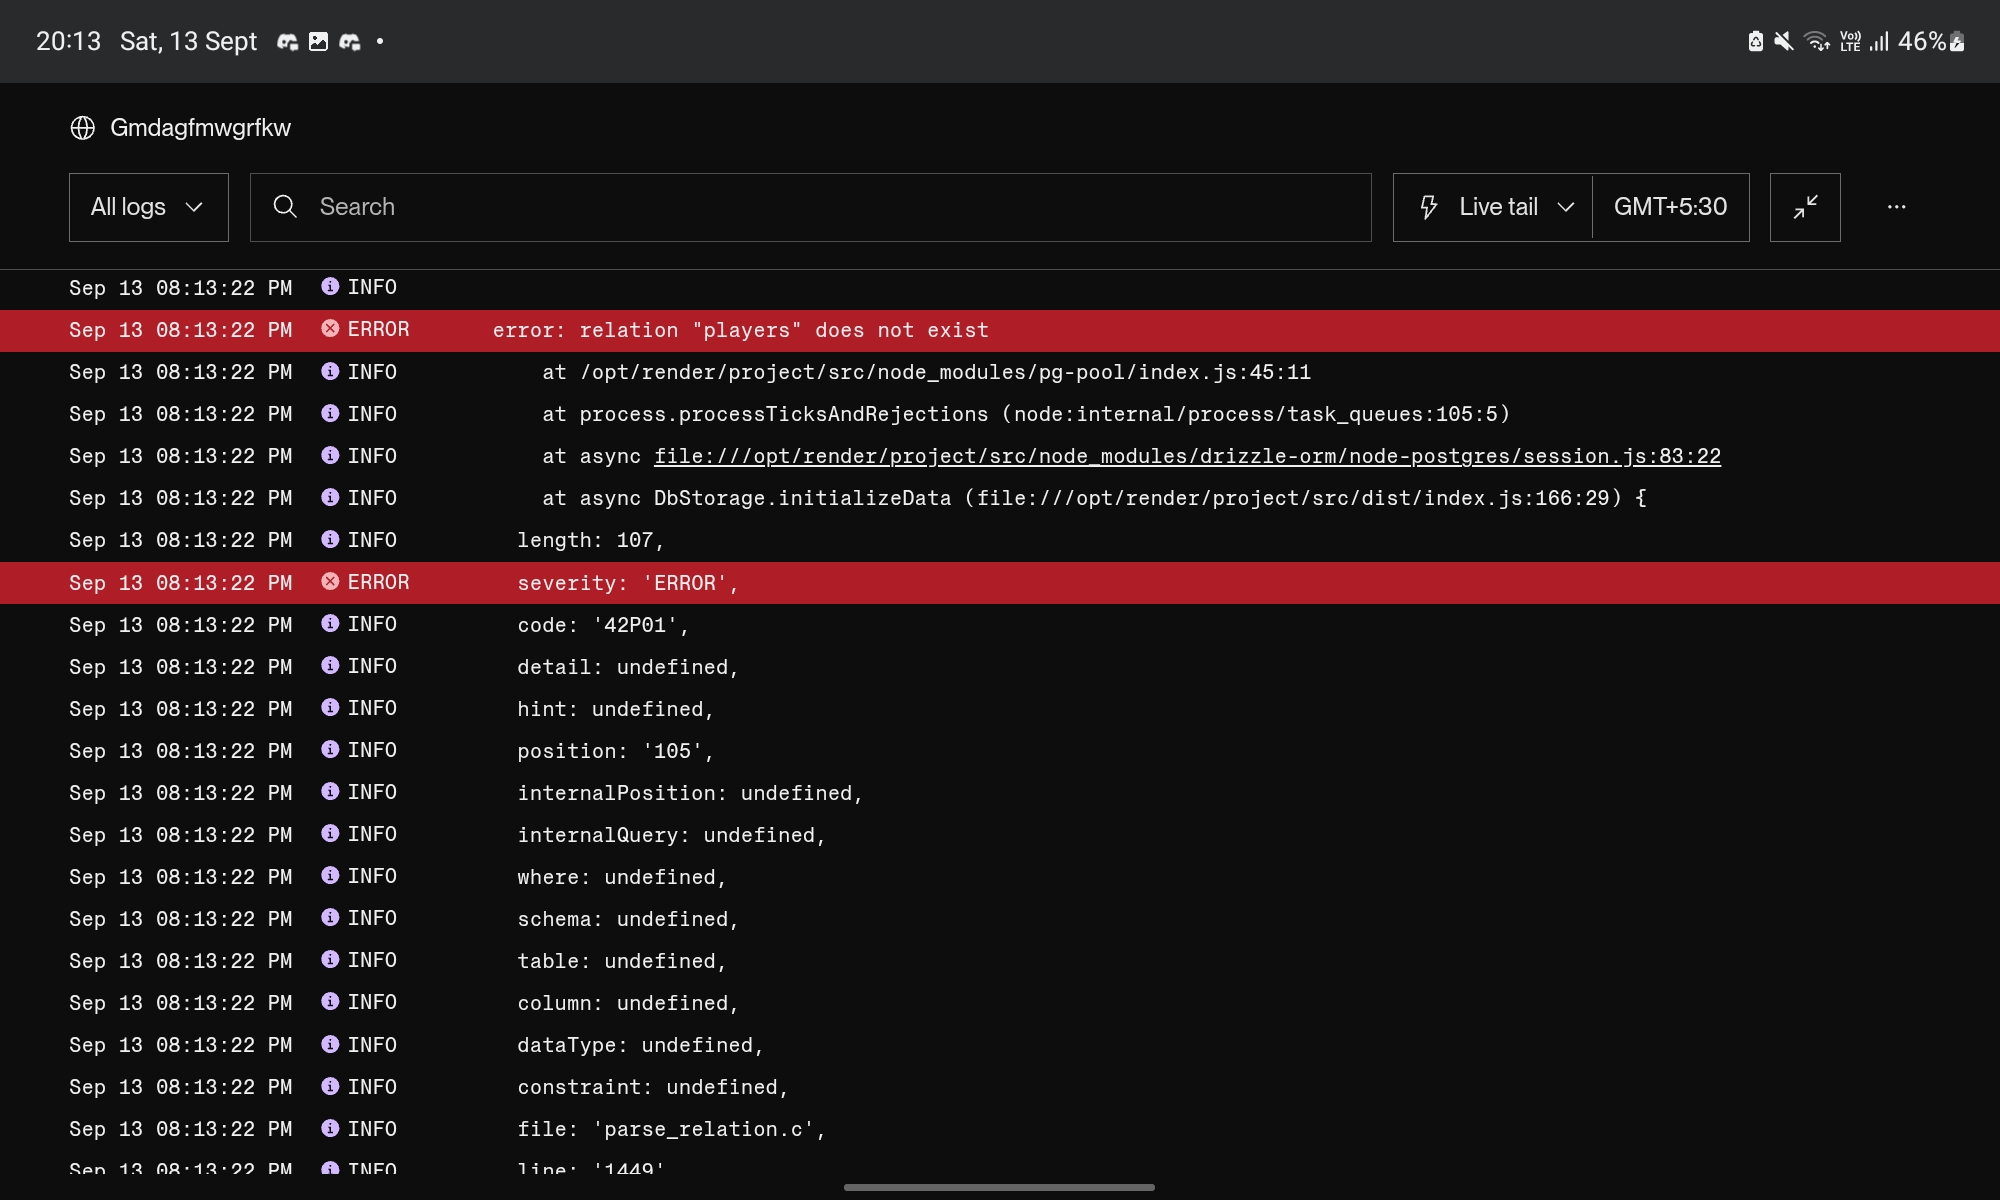 20:13 Sat, 13 Sept
Vo)) LTE 46%
Gmdagfmwgrfkw
All logs Search Live tail GMT+5:30 ...
Sep 13 08:13:22 PM INFO
Sep 13 08:13:22 PM ERROR error: relation "players" does not exist
Sep 13 08:13:22 PM INFO at /opt/render/project/src/node_modules/pg-pool/index.js:45:11
Sep 13 08:13:22 PM INFO at process.processTicksAndRejections (node:internal/process/task_queues:105:5)
Sep 13 08:13:22 PM INFO at async file:///opt/render/project/src/node_modules/drizzle-orm/node-postgres/session.js:83:22
Sep 13 08:13:22 PM INFO at async DbStorage.initializeData (file:///opt/render/project/src/dist/index.js:166:29) {
Sep 13 08:13:22 PM INFO length: 107,
Sep 13 08:13:22 PM ERROR severity: 'ERROR',
Sep 13 08:13:22 PM INFO code: '42P01',
Sep 13 08:13:22 PM INFO detail: undefined,
Sep 13 08:13:22 PM INFO hint: undefined,
Sep 13 08:13:22 PM INFO position: '105',
Sep 13 08:13:22 PM INFO internalPosition: undefined,
Sep 13 08:13:22 PM INFO internalQuery: undefined,
Sep 13 08:13:22 PM INFO where: undefined,
Sep 13 08:13:22 PM INFO schema: undefined,
Sep 13 08:13:22 PM INFO table: undefined,
Sep 13 08:13:22 PM INFO column: undefined,
Sep 13 08:13:22 PM INFO dataType: undefined,
Sep 13 08:13:22 PM INFO constraint: undefined,
Sep 13 08:13:22 PM INFO file: 'parse_relation.c',
Sep 13 08:13:22 PM INFO line: '1449'